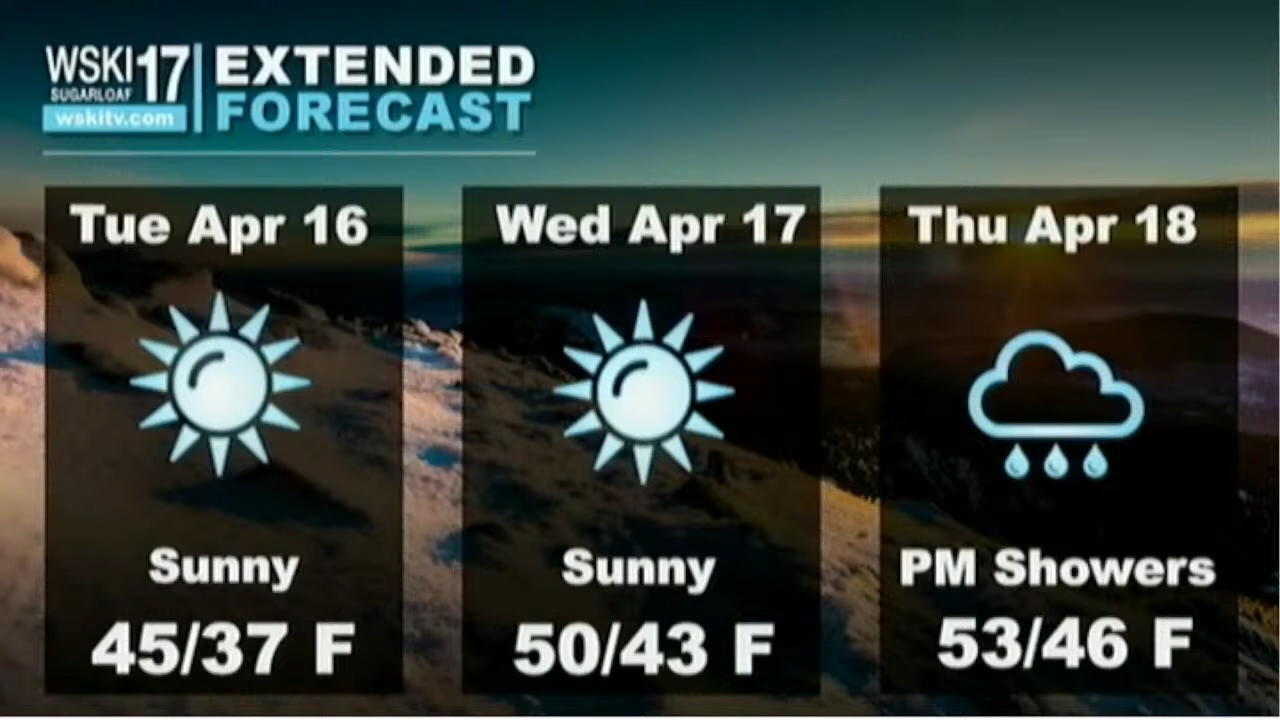 WSKI 17
SUGARLOAF
wskitv.com
EXTENDED
FORECAST
Tue Apr 16
Sunny
45/37 F
Wed Apr 17
Sunny
50/43 F
Thu Apr 18
PM Showers
53/46 F